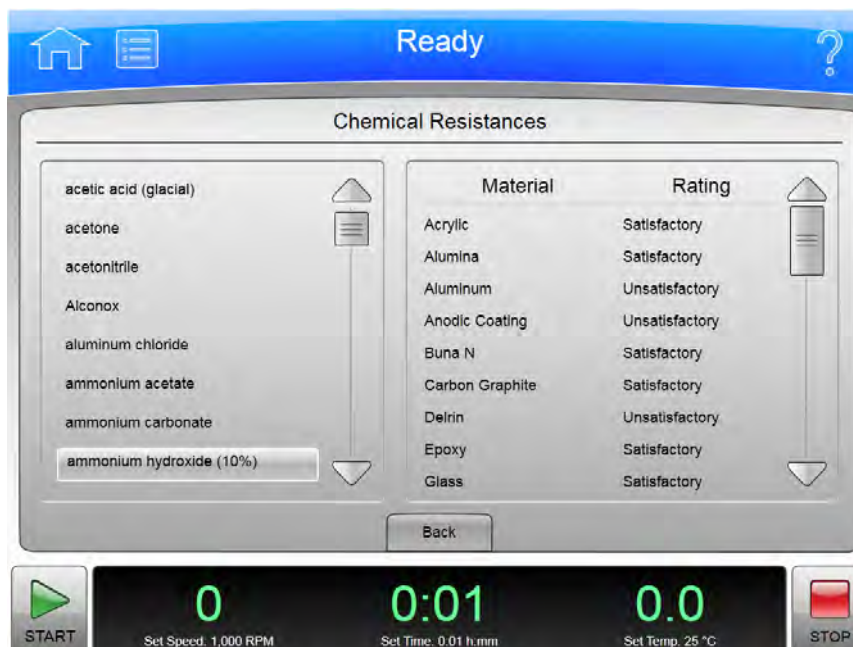 Ready
Chemical Resistances
acetic acid (glacial)
acetone
acetonitrile
Alconox
aluminum chloride
ammonium acetate
ammonium carbonate
ammonium hydroxide (10%)
Material Rating
Acrylic Satisfactory
Alumina Satisfactory
Aluminum Unsatisfactory
Anodic Coating Unsatisfactory
Buna N Satisfactory
Carbon Graphite Satisfactory
Delrin Unsatisfactory
Epoxy Satisfactory
Glass Satisfactory
Back
START
0
Set Speed. 1,000 RPM
0:01
Set Time. 0:01 h:mm
0.0
Set Temp. 25 °C
STOP